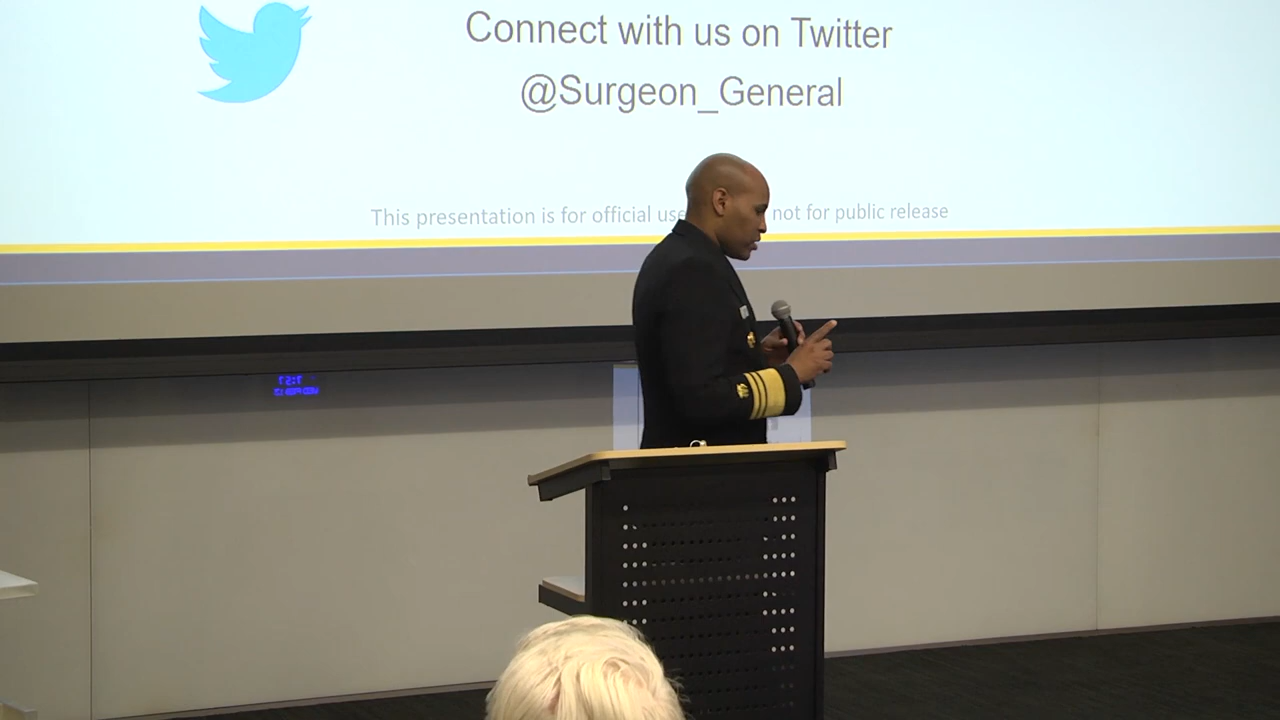 Connect with us on Twitter
@Surgeon_General
This presentation is for official use not for public release